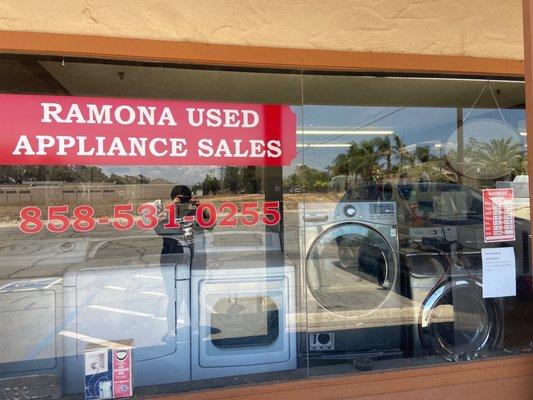 RAMONA USED
APPLIANCE SALES
858-531-0255